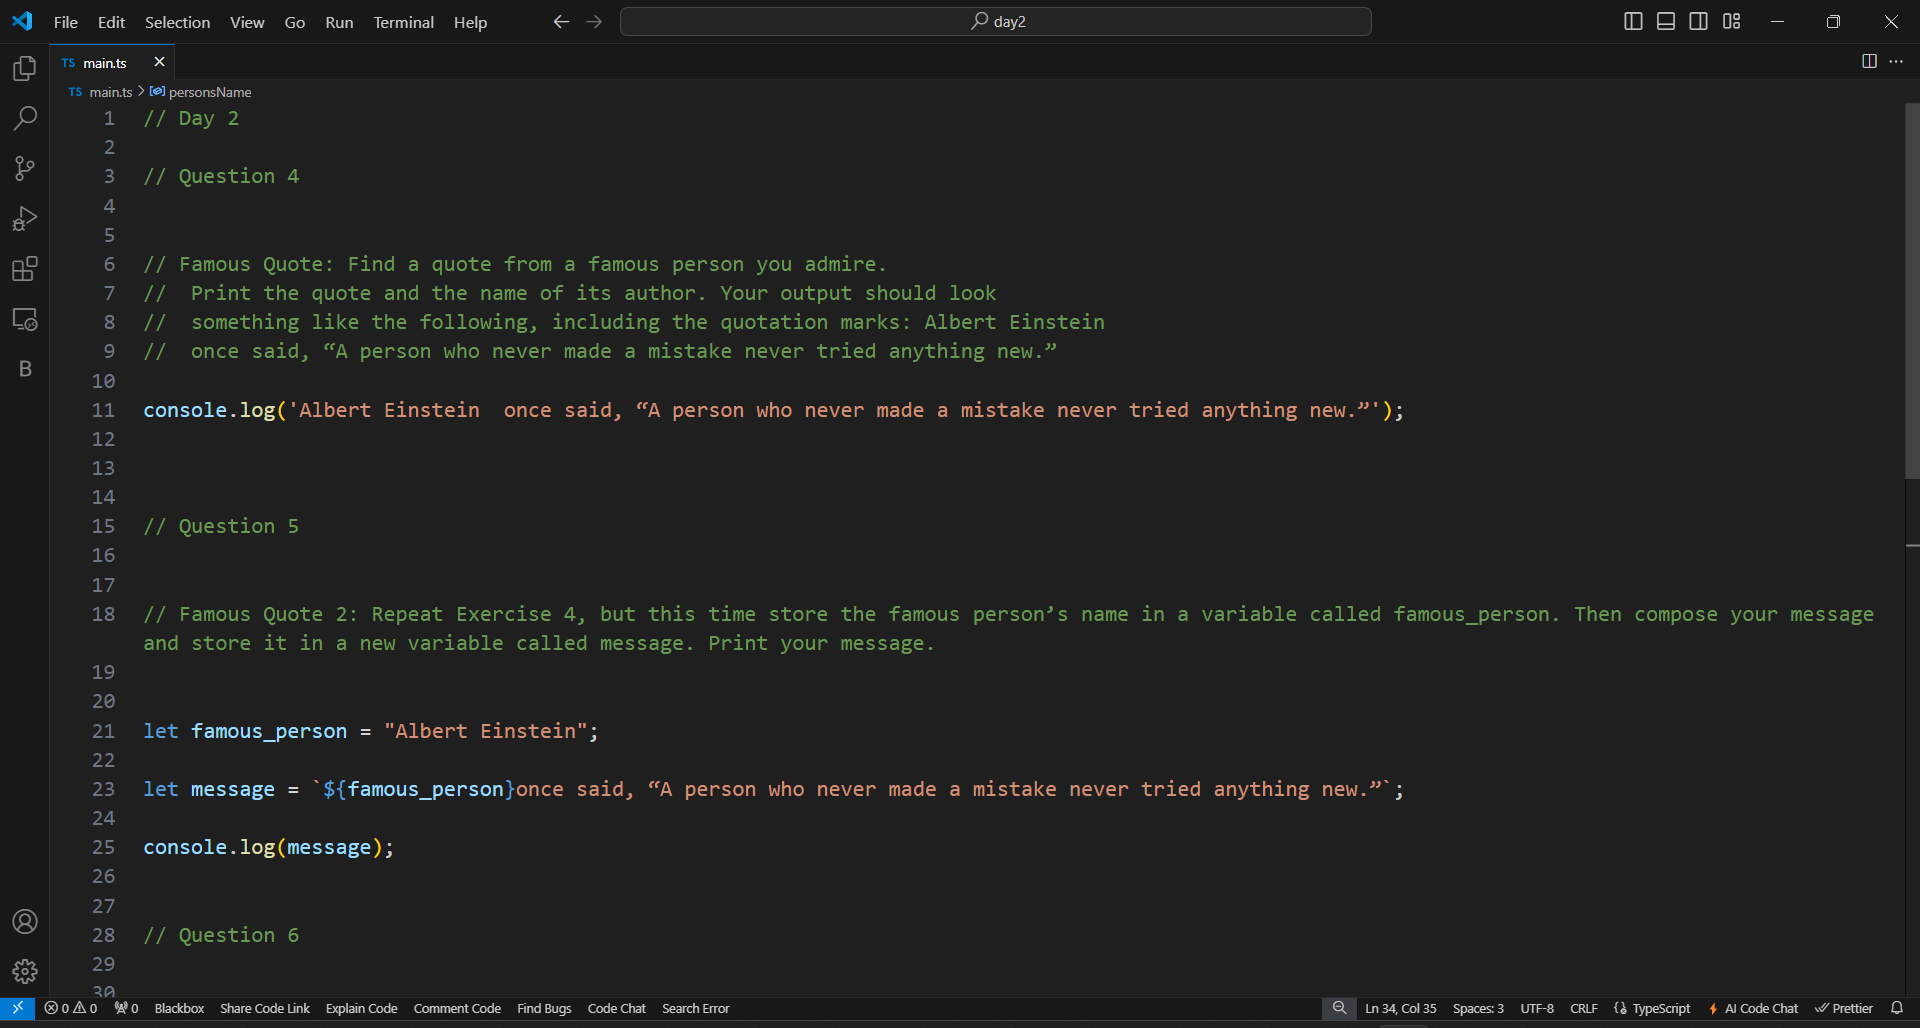 File Edit Selection View Go Run Terminal Help day2
TS main.ts
TS main.ts personsName
1 // Day 2
2
3 // Question 4
4
5
6 // Famous Quote: Find a quote from a famous person you admire.
7 //  Print the quote and the name of its author. Your output should look
8 //  something like the following, including the quotation marks: Albert Einstein
9 //  once said, “A person who never made a mistake never tried anything new.”
10
11 console.log('Albert Einstein  once said, “A person who never made a mistake never tried anything new.”');
12
13
14
15 // Question 5
16
17
18 // Famous Quote 2: Repeat Exercise 4, but this time store the famous person’s name in a variable called famous_person. Then compose your message
and store it in a new variable called message. Print your message.
19
20
21 let famous_person = "Albert Einstein";
22
23 let message = `${famous_person}once said, “A person who never made a mistake never tried anything new.”`;
24
25 console.log(message);
26
27
28 // Question 6
29
30
B
0 0 0 Blackbox Share Code Link Explain Code Comment Code Find Bugs Code Chat Search Error Ln 34, Col 35 Spaces: 3 UTF-8 CRLF TypeScript AI Code Chat Prettier